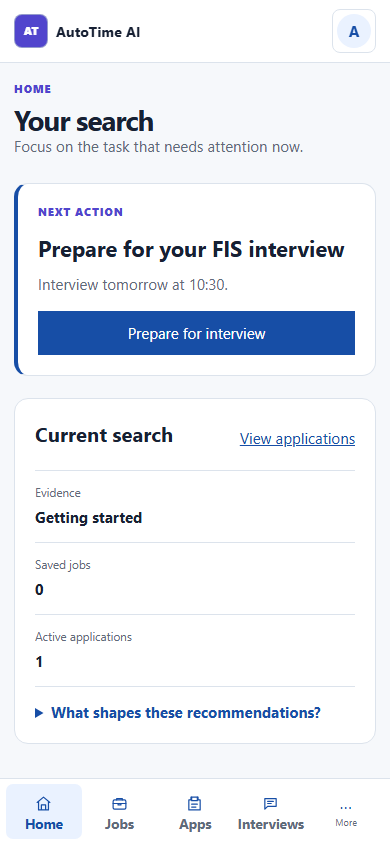 AT AutoTime AI A
HOME
Your search
Focus on the task that needs attention now.
NEXT ACTION
Prepare for your FIS interview
Interview tomorrow at 10:30.
Prepare for interview
Current search View applications
Evidence
Getting started
Saved jobs
0
Active applications
1
What shapes these recommendations?
Home Jobs Apps Interviews ... More